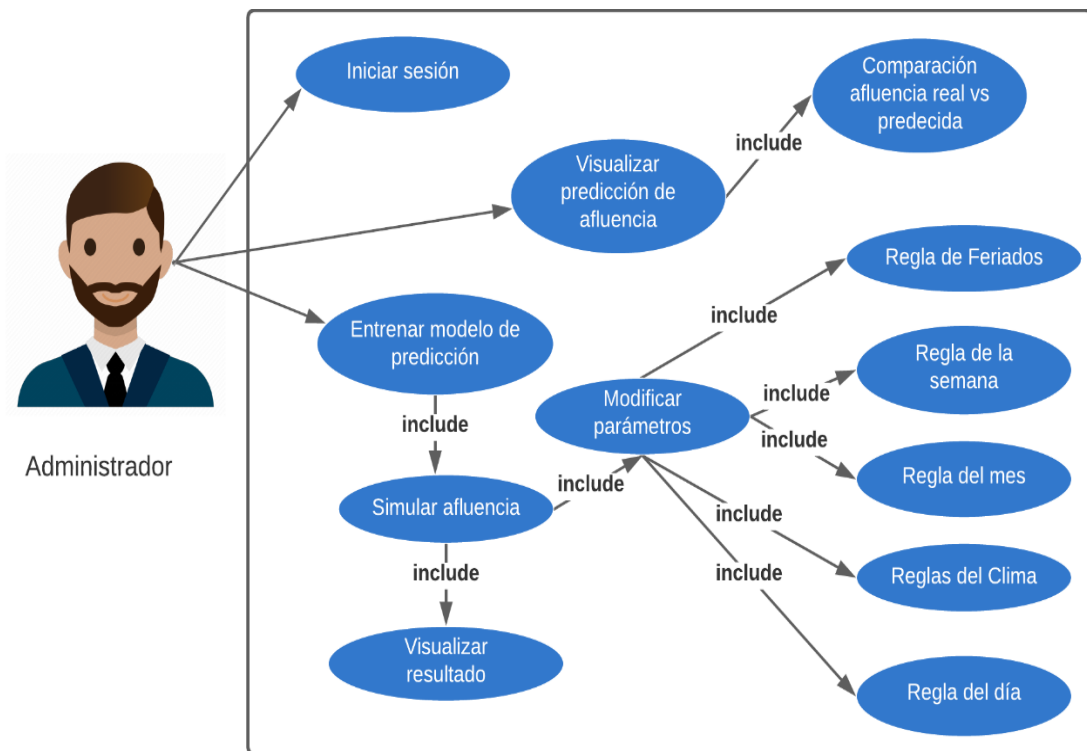 Iniciar sesión
Comparación
afluencia real vs
predecida
include
Visualizar
predicción de
afluencia
Regla de Feriados
include
Entrenar modelo de
predicción
Regla de la
semana
include
Modificar
parámetros
include
include
Administrador
Regla del mes
include
Simular afluencia
include
include
include
Reglas del Clima
Visualizar
resultado
Regla del día